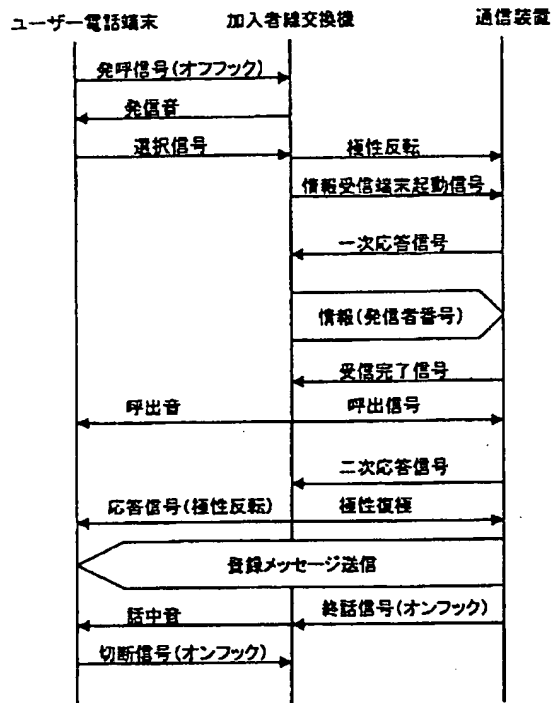 ユーザー電話端末 加入者線交換機 通信装置
発呼信号(オフフック)
発信音
選択信号 極性反転
情報受信端末起動信号
一次応答信号
情報(発信者番号)
受信完了信号
呼出音 呼出信号
二次応答信号
応答信号(極性反転) 極性復極
登録メッセージ送信
話中音 終話信号(オンフック)
切断信号(オンフック)